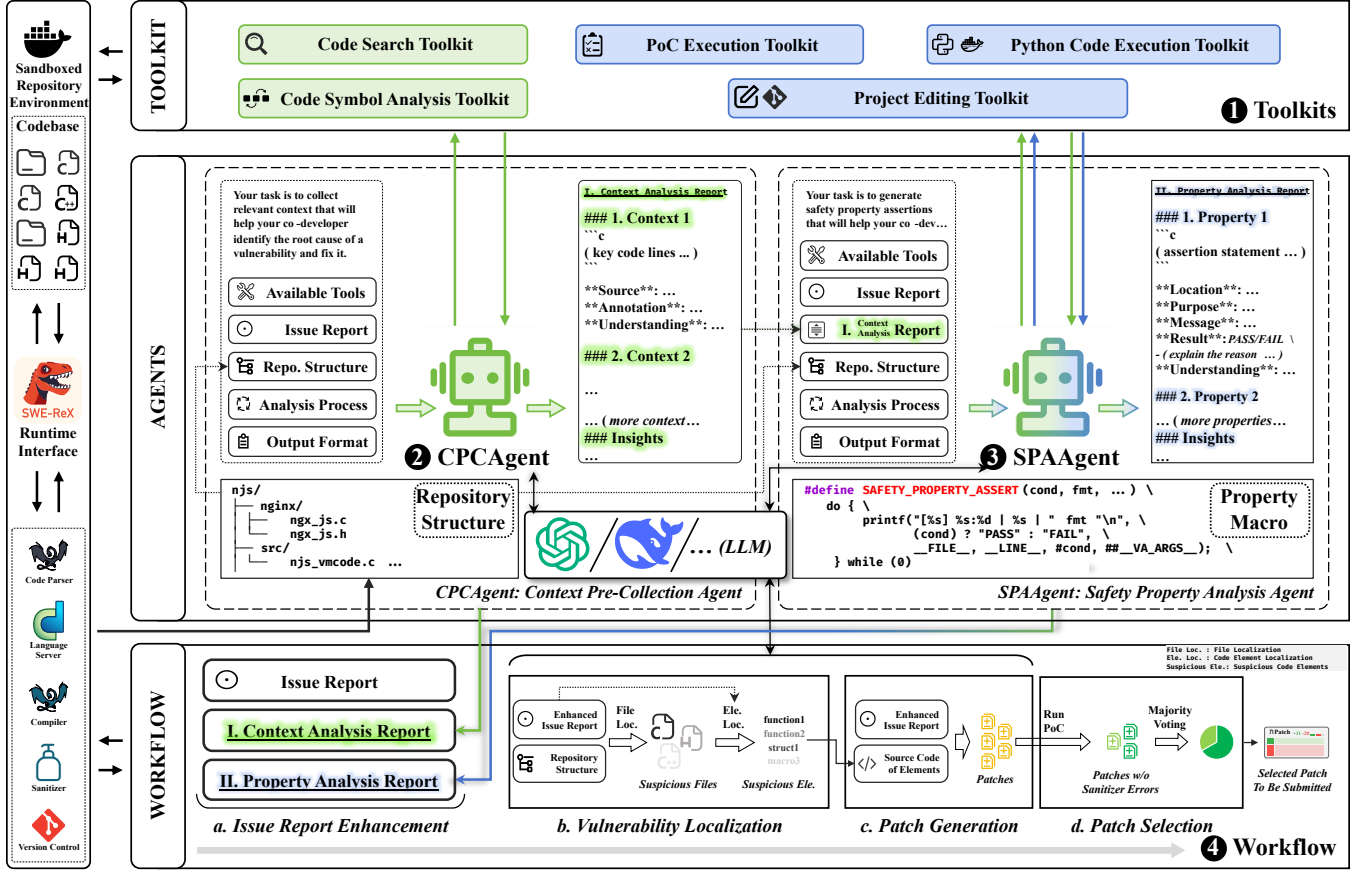 Sandboxed
Repository
Environment
Codebase
C
C
C++
H
H
H
SWE-ReX
Runtime
Interface
Code Parser
Language
Server
Compiler
Sanitizer
Version Control
TOOLKIT
Code Search Toolkit
PoC Execution Toolkit
Python Code Execution Toolkit
Code Symbol Analysis Toolkit
Project Editing Toolkit
1 Toolkits
AGENTS
Your task is to collect
relevant context that will
help your co -developer
identify the root cause of a
vulnerability and fix it.
Available Tools
Issue Report
Repo. Structure
Analysis Process
Output Format
2 CPCAgent
I. Context Analysis Report
### 1. Context 1
```c
( key code lines ... )
```
**Source**: …
**Annotation**: …
**Understanding**: …
### 2. Context 2
…
… ( more context…
### Insights
…
njs/
├── nginx/
│ ├── ngx_js.c
│ └── ngx_js.h
├── src/
│ └── njs_vmcode.c ...
Repository
Structure
/ / … (LLM)
CPCAgent: Context Pre-Collection Agent
Your task is to generate
safety property assertions
that will help your co -dev…
Available Tools
Issue Report
I. Context Analysis Report
Repo. Structure
Analysis Process
Output Format
3 SPAAgent
II. Property Analysis Report
### 1. Property 1
```c
( assertion statement … )
```
**Location**: …
**Purpose**: …
**Message**: …
**Result**: PASS/FAIL \
- ( explain the reason … )
**Understanding**: …
### 2. Property 2
… ( more properties…
### Insights
…
#define SAFETY_PROPERTY_ASSERT(cond, fmt, ...) \
do { \
printf("[%s] %s:%d | %s | " fmt "\n", \
(cond) ? "PASS" : "FAIL", \
__FILE__, __LINE__, #cond, ##__VA_ARGS__); \
} while (0)
Property
Macro
SPAAgent: Safety Property Analysis Agent
WORKFLOW
Issue Report
I. Context Analysis Report
II. Property Analysis Report
a. Issue Report Enhancement
Enhanced
Issue Report
Repository
Structure
File
Loc.
C
H
C
Suspicious Files
Ele.
Loc.
function1
function2
struct1
macro3
Suspicious Ele.
b. Vulnerability Localization
Enhanced
Issue Report
Source Code
of Elements
Patches
c. Patch Generation
Run
PoC
Patches w/o
Sanitizer Errors
Majority
Voting
d. Patch Selection
File Loc. : File Localization
Ele. Loc. : Code Element Localization
Suspicious Ele.: Suspicious Code Elements
Patch +31 -20
Selected Patch
To Be Submitted
4 Workflow